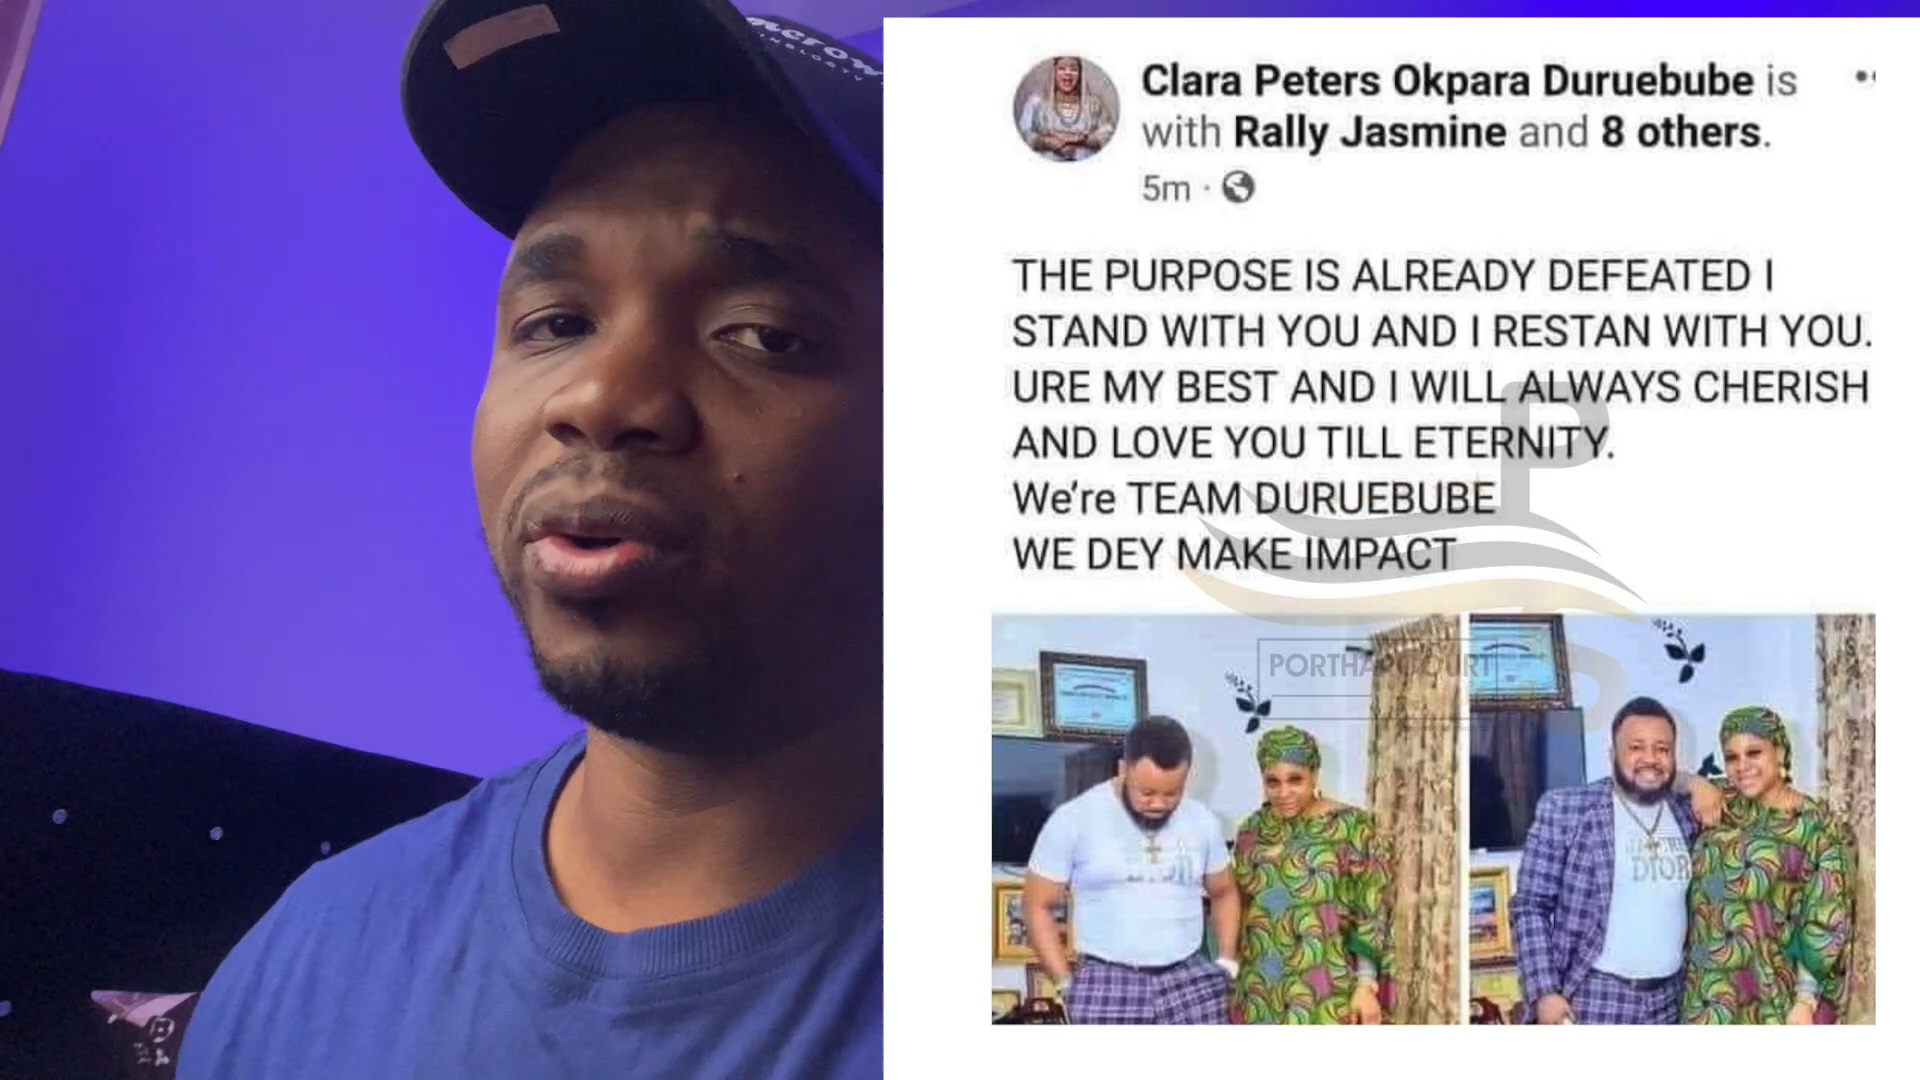 Clara Peters Okpara Duruebube is
with Rally Jasmine and 8 others.
5m ·
THE PURPOSE IS ALREADY DEFEATED I
STAND WITH YOU AND I RESTAN WITH YOU.
URE MY BEST AND I WILL ALWAYS CHERISH
AND LOVE YOU TILL ETERNITY.
We're TEAM DURUEBUBE
WE DEY MAKE IMPACT
P
S
PORTHARCOURT
DIOR